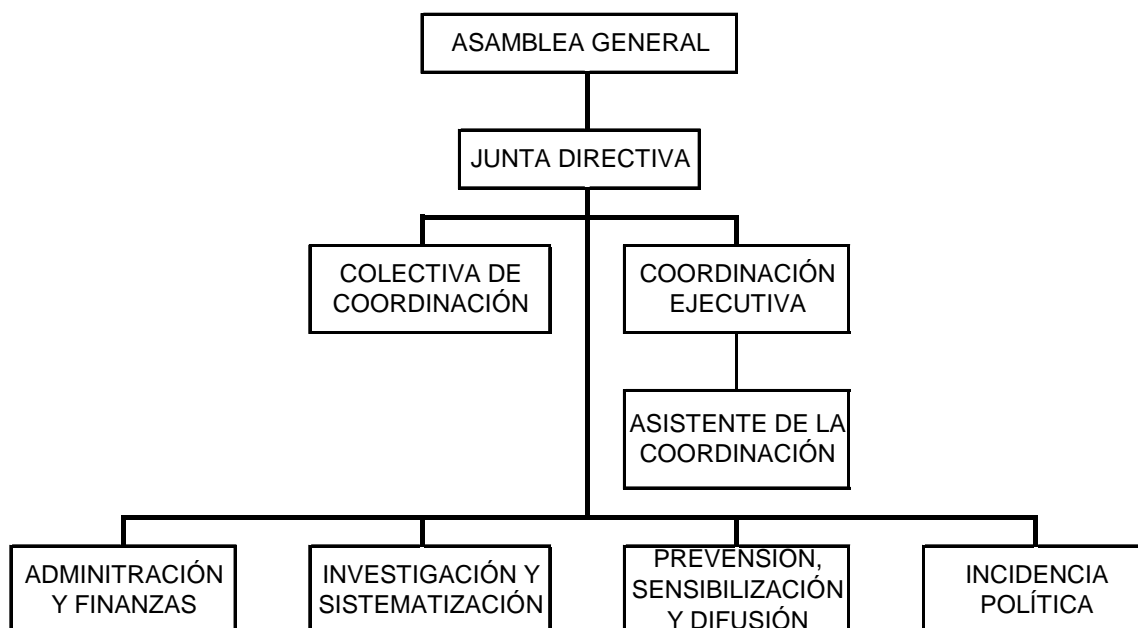 ASAMBLEA GENERAL
JUNTA DIRECTIVA
COLECTIVA DE
COORDINACIÓN
COORDINACIÓN
EJECUTIVA
ASISTENTE DE LA
COORDINACIÓN
ADMINITRACIÓN
Y FINANZAS
INVESTIGACIÓN Y
SISTEMATIZACIÓN
PREVENSION,
SENSIBILIZACIÓN
Y DIFUSIÓN
INCIDENCIA
POLÍTICA